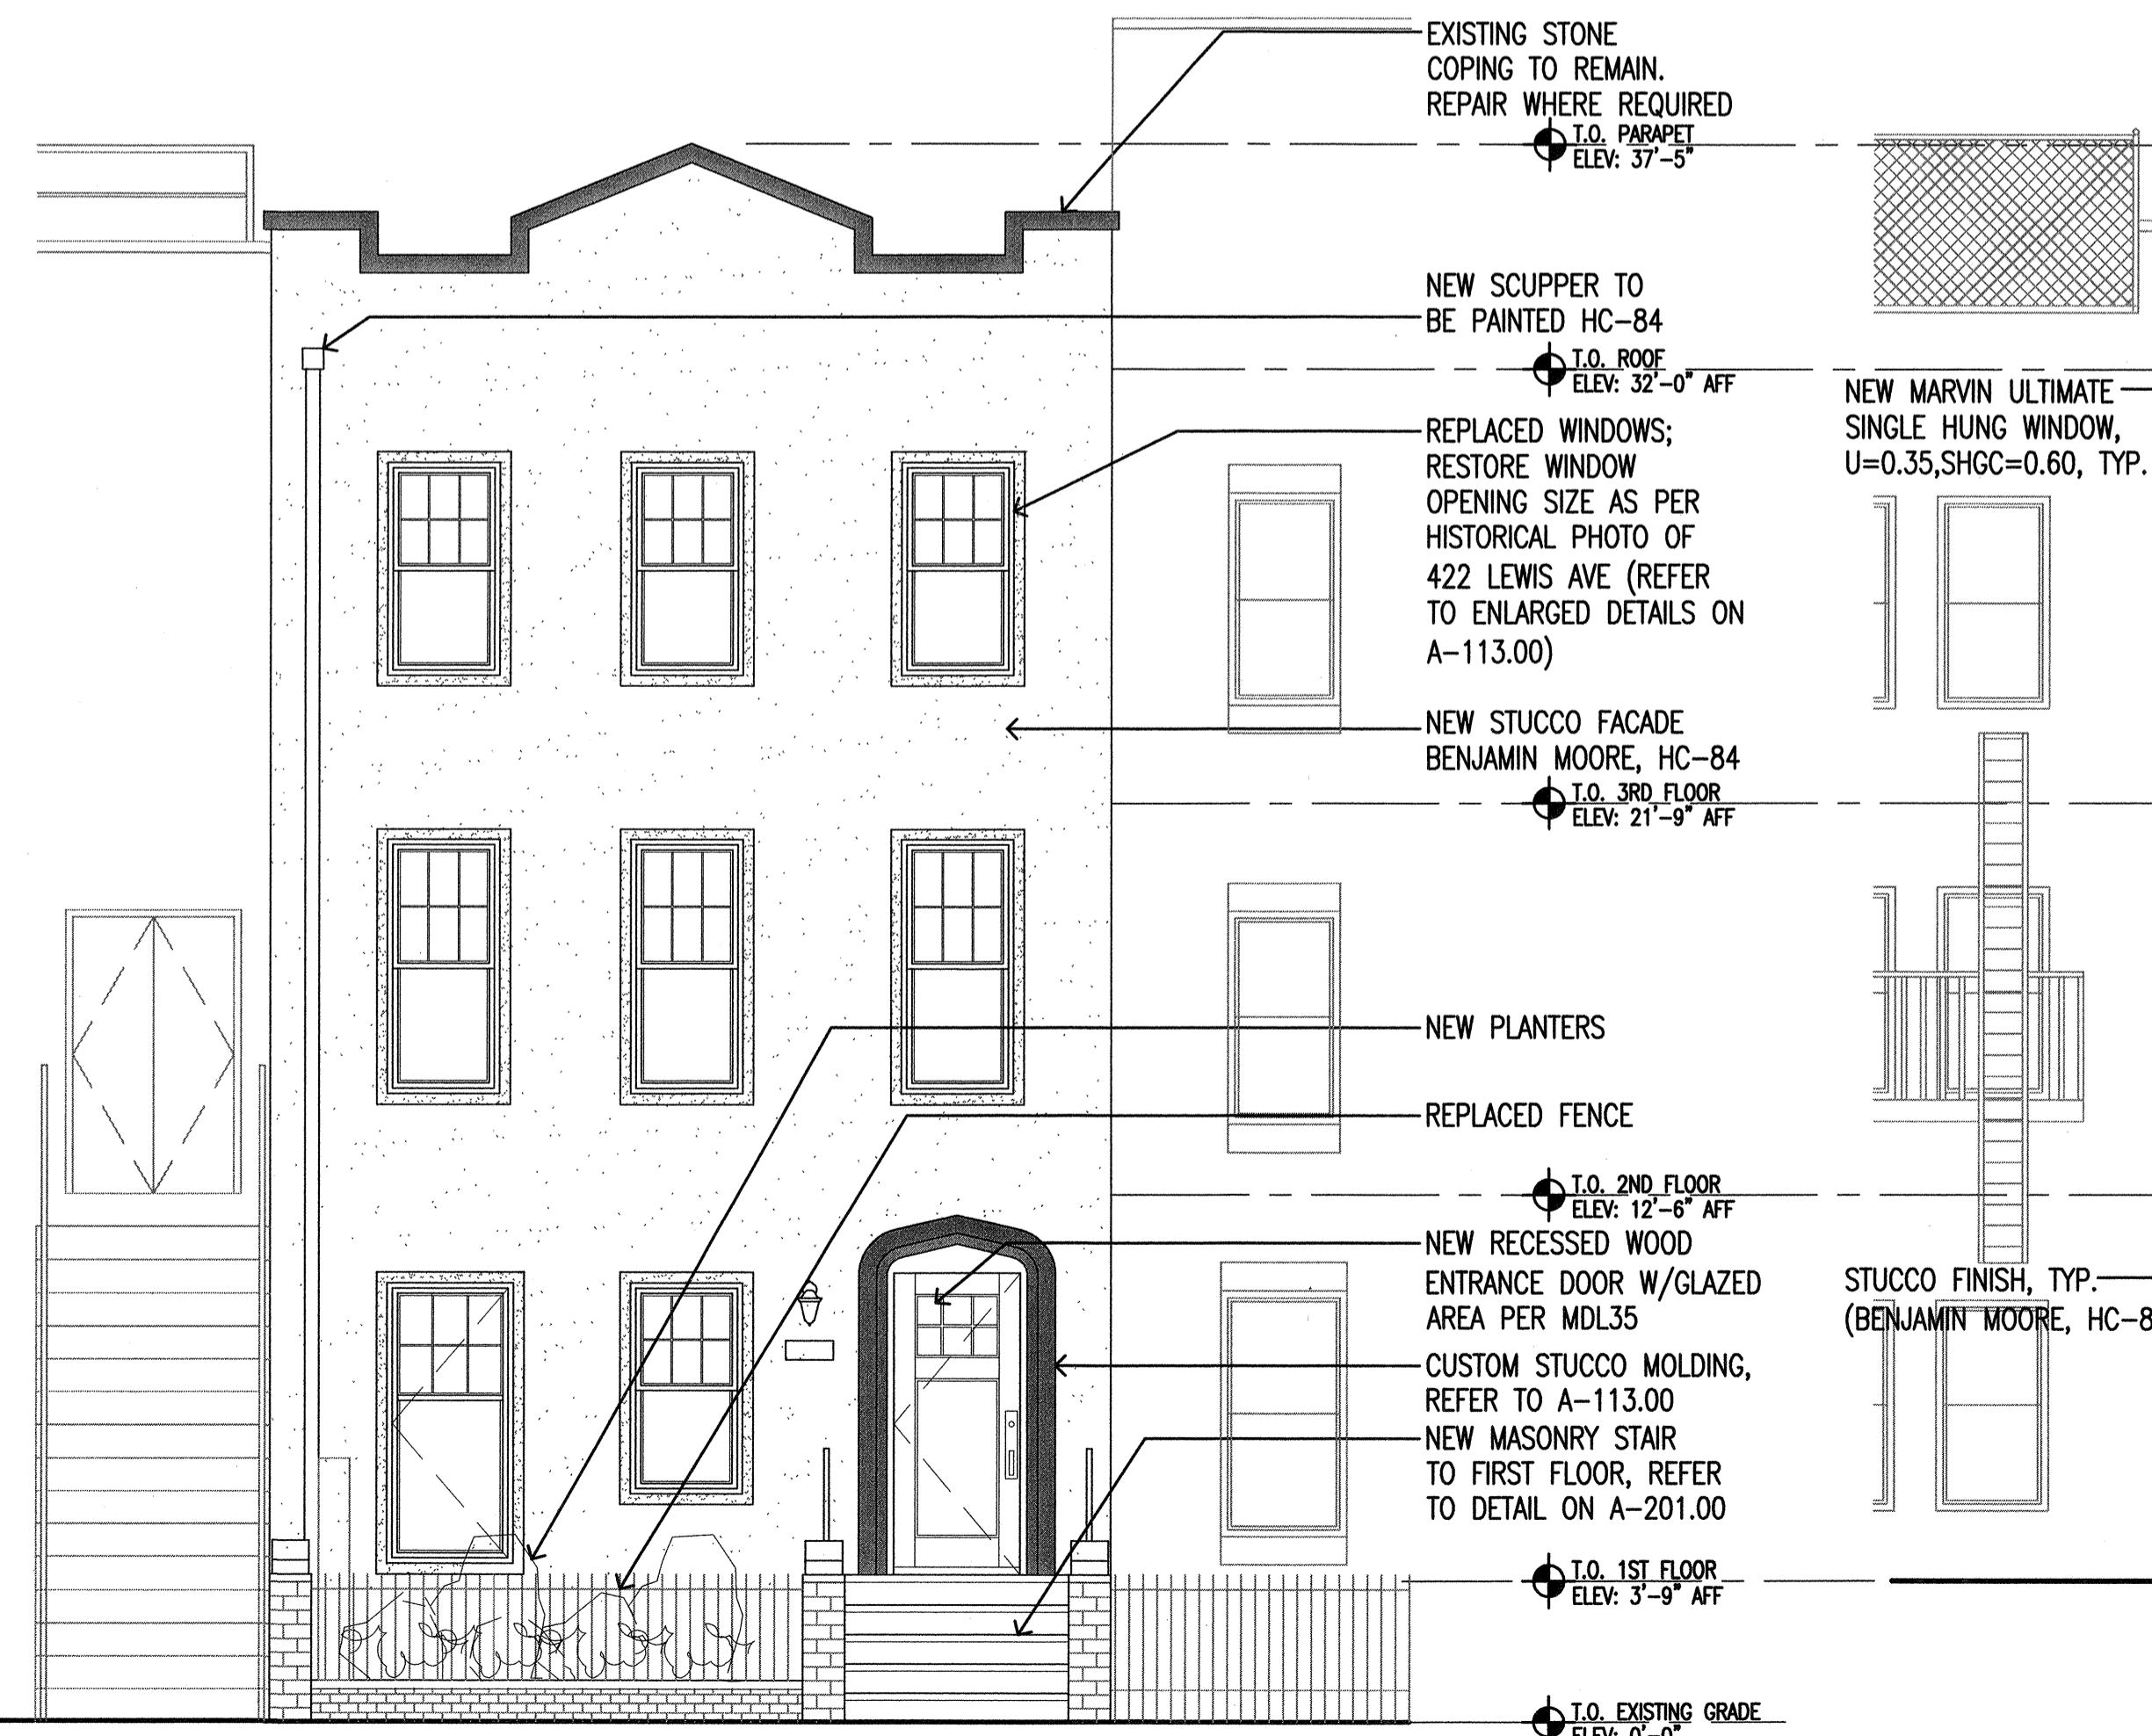 EXISTING STONE
COPING TO REMAIN.
REPAIR WHERE REQUIRED
T.O. PARAPET
ELEV: 37'-5"
NEW SCUPPER TO
BE PAINTED HC-84
T.O. ROOF
ELEV: 32'-0" AFF
REPLACED WINDOWS;
RESTORE WINDOW
OPENING SIZE AS PER
HISTORICAL PHOTO OF
422 LEWIS AVE (REFER
TO ENLARGED DETAILS ON
A-113.00)
NEW STUCCO FACADE
BENJAMIN MOORE, HC-84
T.O. 3RD FLOOR
ELEV: 21'-9" AFF
NEW PLANTERS
REPLACED FENCE
T.O. 2ND FLOOR
ELEV: 12'-6" AFF
NEW RECESSED WOOD
ENTRANCE DOOR W/GLAZED
AREA PER MDL35
CUSTOM STUCCO MOLDING,
REFER TO A-113.00
NEW MASONRY STAIR
TO FIRST FLOOR, REFER
TO DETAIL ON A-201.00
T.O. 1ST FLOOR
ELEV: 3'-9" AFF
T.O. EXISTING GRADE
ELEV: 0'-0"
NEW MARVIN ULTIMATE
SINGLE HUNG WINDOW,
U=0.35,SHGC=0.60, TYP.
STUCCO FINISH, TYP.
(BENJAMIN MOORE, HC-8